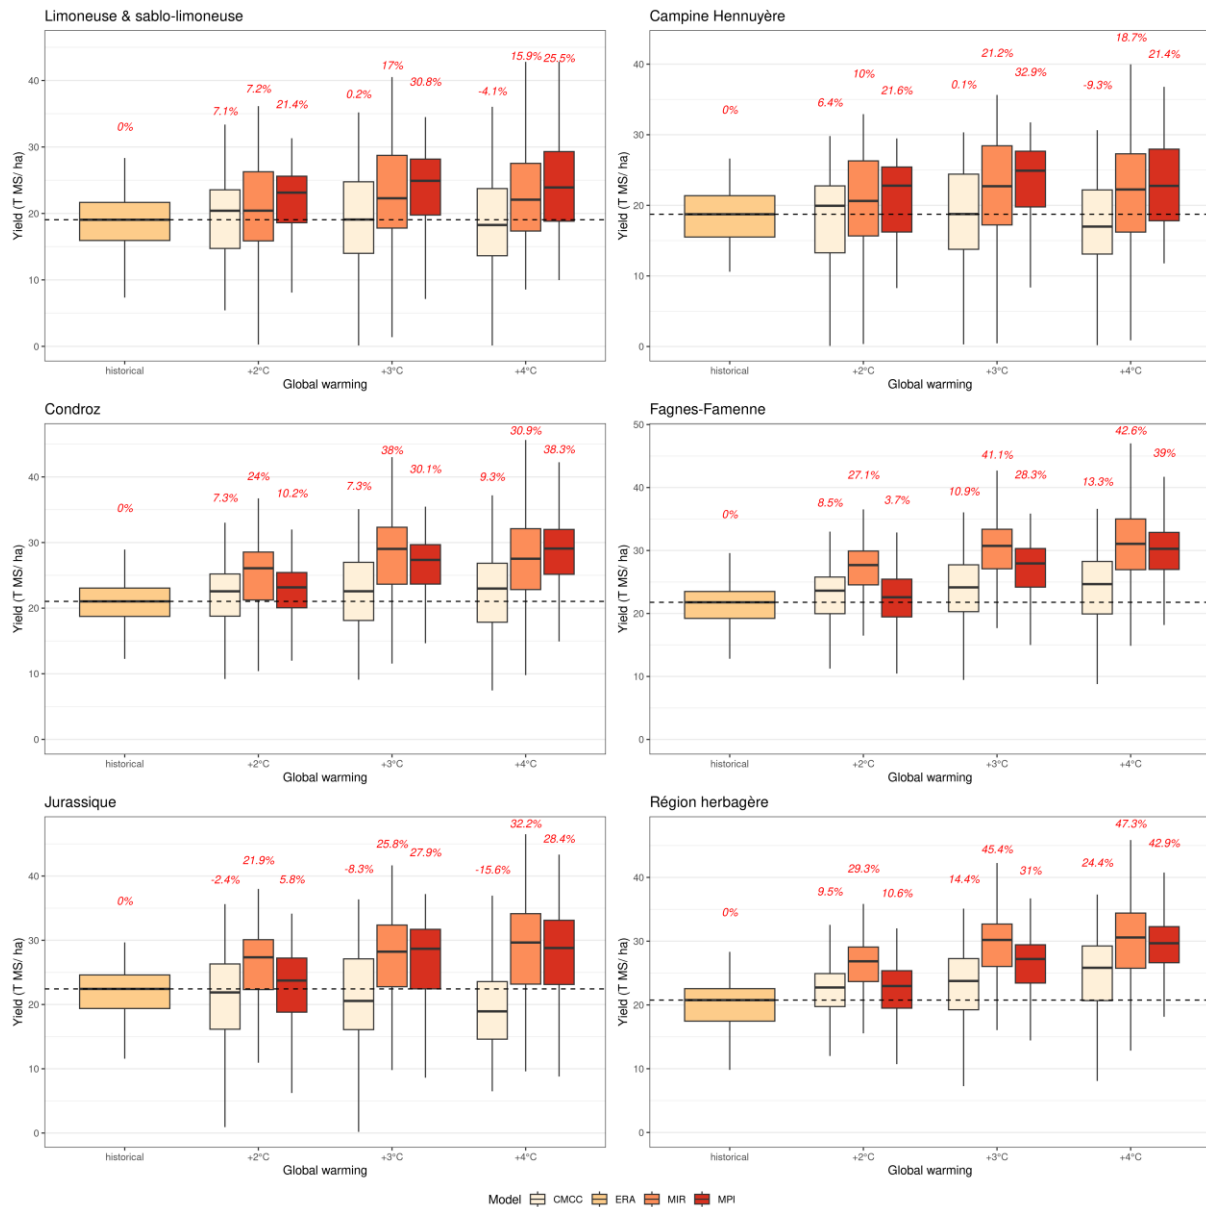 Limoneuse & sablo-limoneuse
Yield (T MS/ ha)
40
30
20
10
0
0%
7.1%
7.2%
21.4%
0.2%
17%
30.8%
-4.1%
15.9%
25.5%
historical
+2°C
+3°C
+4°C
Global warming
Campine Hennuyère
Yield (T MS/ ha)
40
30
20
10
0
0%
6.4%
10%
21.6%
0.1%
21.2%
32.9%
-9.3%
18.7%
21.4%
historical
+2°C
+3°C
+4°C
Global warming
Condroz
Yield (T MS/ ha)
40
30
20
10
0
0%
7.3%
24%
10.2%
7.3%
38%
30.1%
9.3%
30.9%
38.3%
historical
+2°C
+3°C
+4°C
Global warming
Fagnes-Famenne
Yield (T MS/ ha)
50
40
30
20
10
0
0%
8.5%
27.1%
3.7%
10.9%
41.1%
28.3%
13.3%
42.6%
39%
historical
+2°C
+3°C
+4°C
Global warming
Jurassique
Yield (T MS/ ha)
40
30
20
10
0
0%
-2.4%
21.9%
5.8%
-8.3%
25.8%
27.9%
-15.6%
32.2%
28.4%
historical
+2°C
+3°C
+4°C
Global warming
Région herbagère
Yield (T MS/ ha)
40
30
20
10
0
0%
9.5%
29.3%
10.6%
14.4%
45.4%
31%
24.4%
47.3%
42.9%
historical
+2°C
+3°C
+4°C
Global warming
Model CMCC ERA MIR MPI